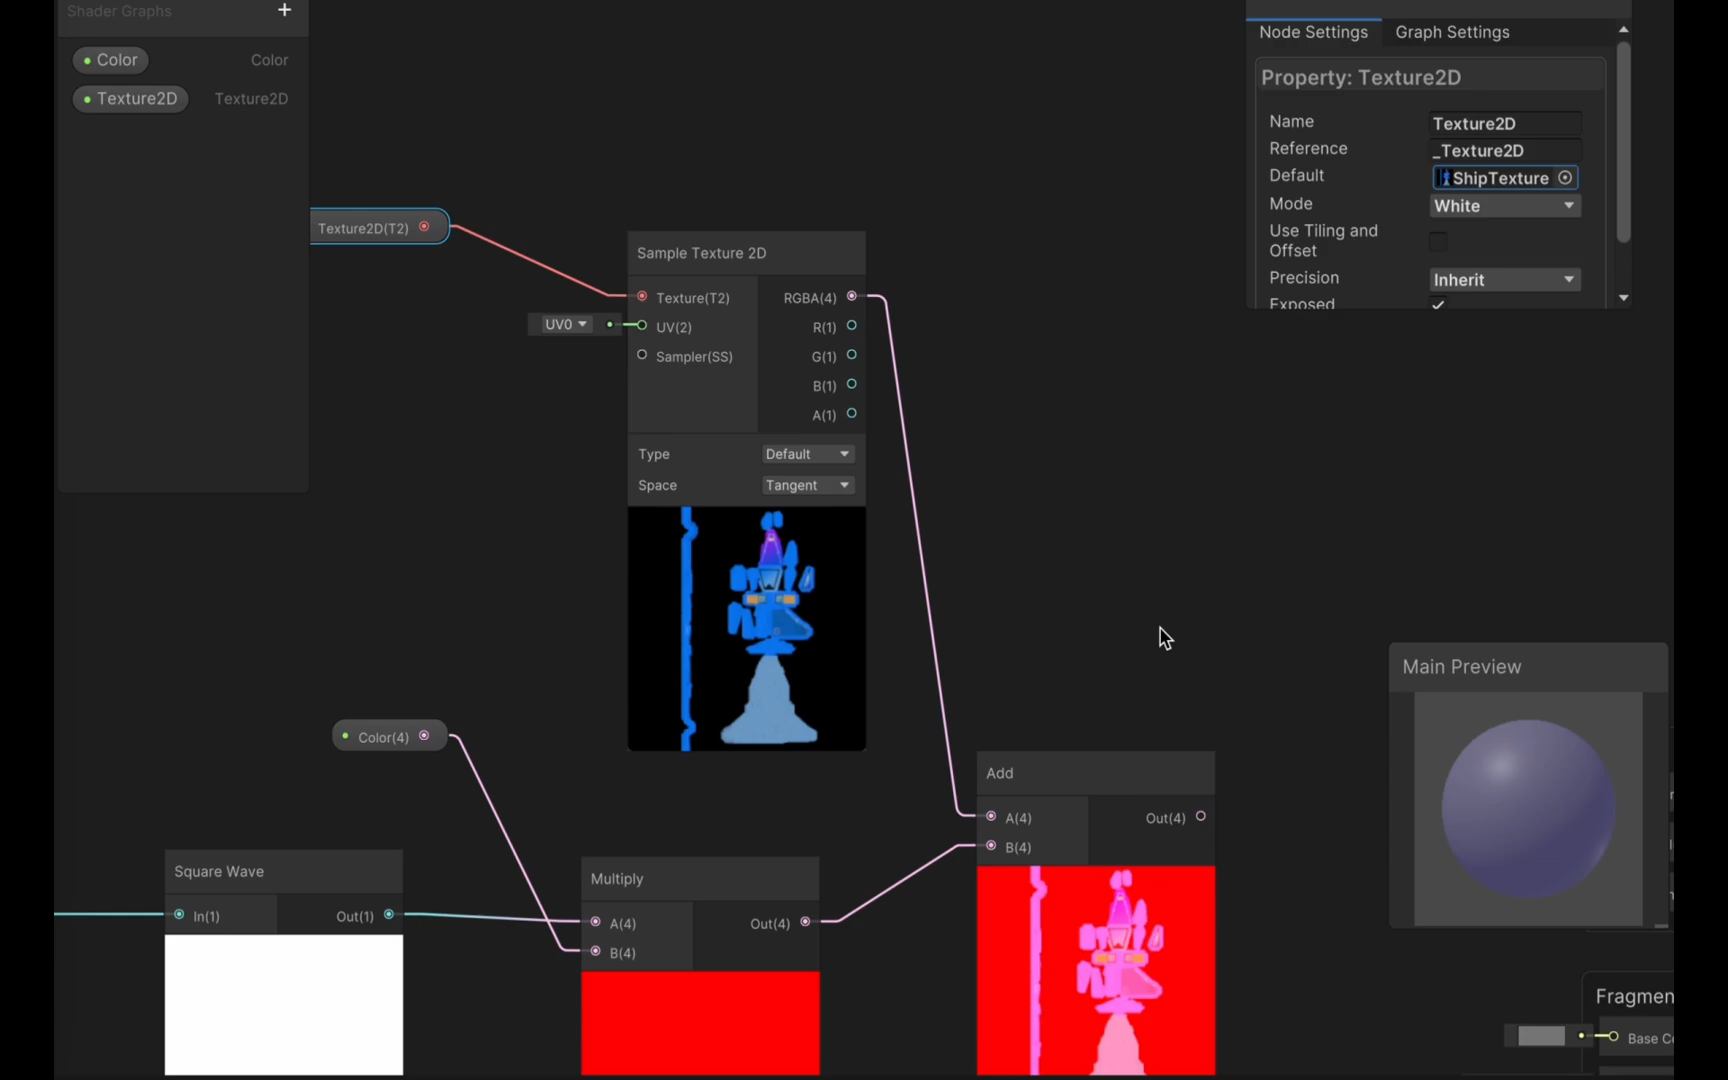 Shader Graphs
+
Color Color
Texture2D Texture2D
Node Settings Graph Settings
Property: Texture2D
Name Texture2D
Reference _Texture2D
Default ShipTexture
Mode White
Use Tiling and
Offset
Precision Inherit
Exposed
Texture2D(T2)
Sample Texture 2D
Texture(T2) RGBA(4)
UV0 UV(2) R(1)
Sampler(SS) G(1)
B(1)
A(1)
Type Default
Space Tangent
Color(4)
Main Preview
Add
A(4) Out(4)
B(4)
Square Wave
In(1) Out(1)
Multiply
A(4) Out(4)
B(4)
Fragmen
Base Co